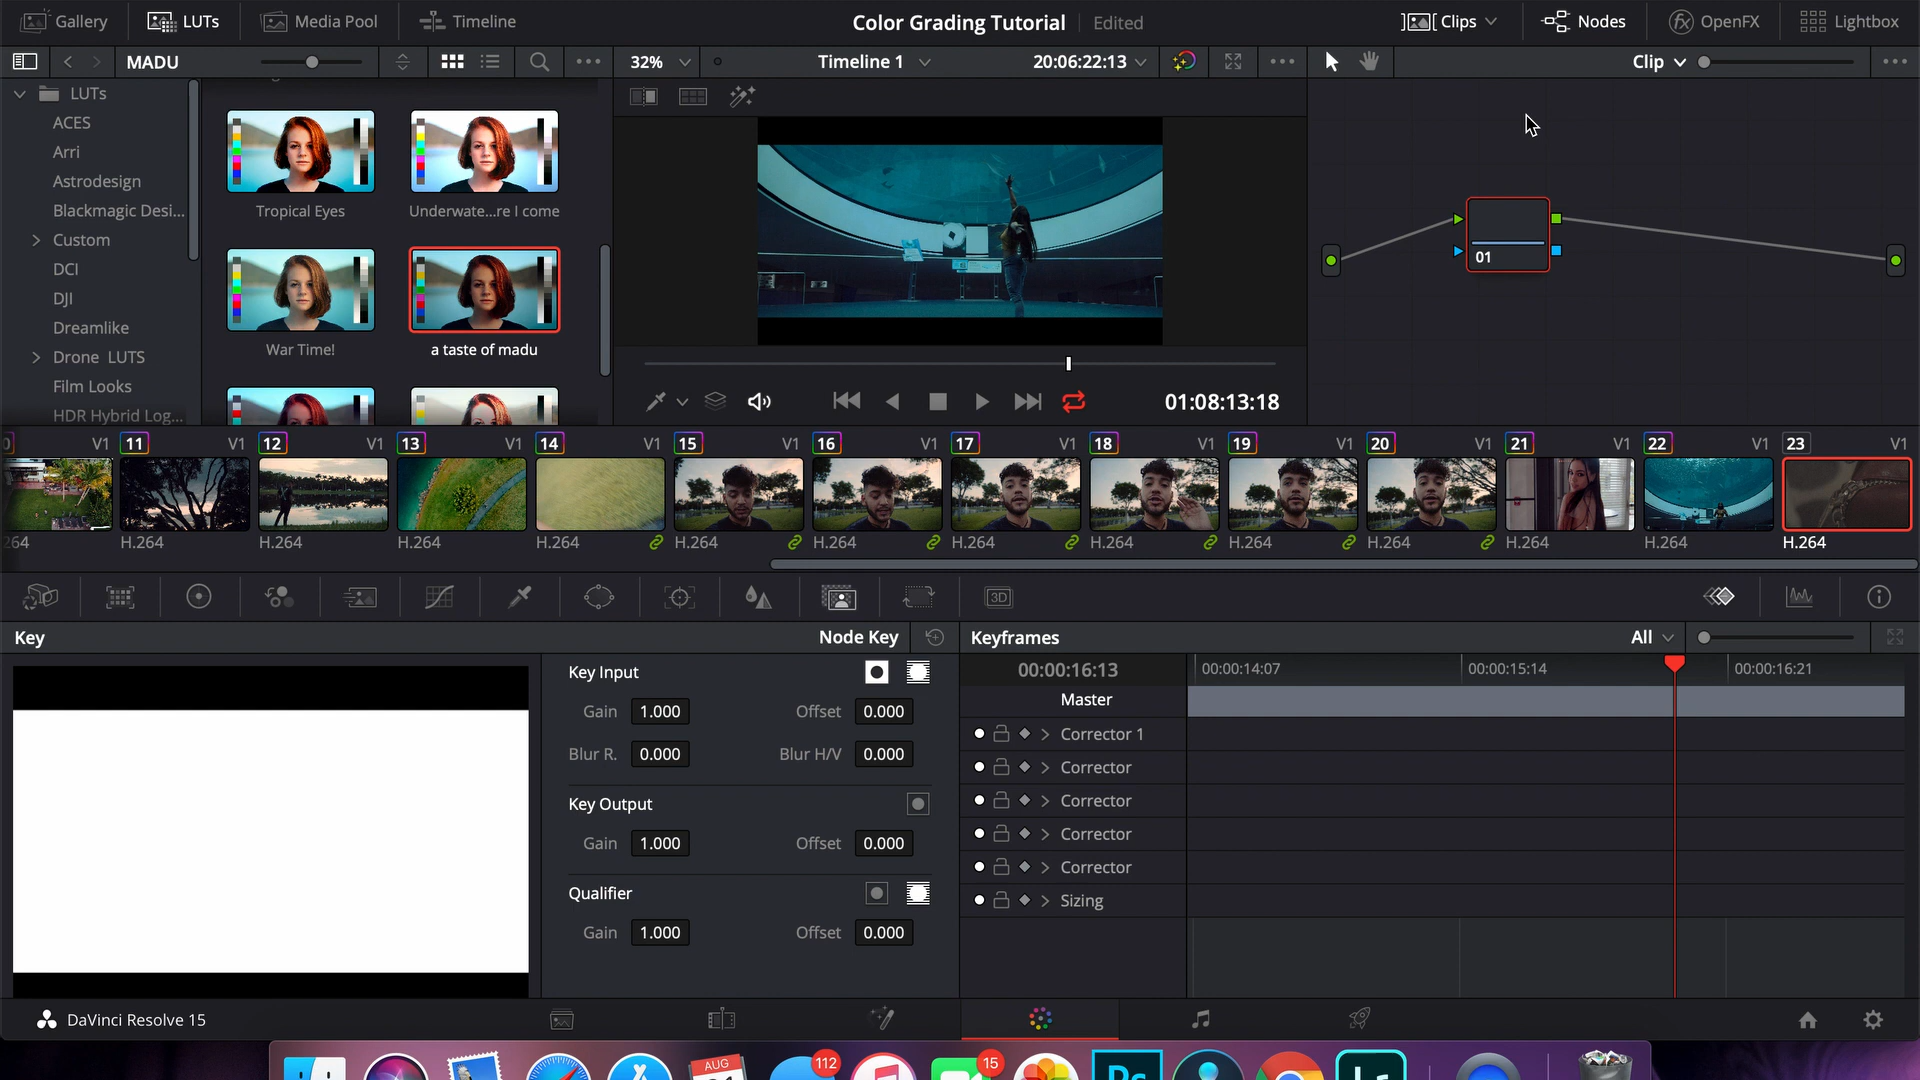 Gallery LUTs Media Pool Timeline Color Grading Tutorial Edited Clips Nodes OpenFX Lightbox
MADU 32% Timeline 1 20:06:22:13 Clip
LUTs
ACES
Arri
Astrodesign
Blackmagic Desi...
Custom
DCI
DJI
Dreamlike
Drone LUTS
Film Looks
HDR Hybrid Log...
Tropical Eyes Underwate...re I come
War Time! a taste of madu
01
01:08:13:18
0 V1 11 V1 12 V1 13 V1 14 V1 15 V1 16 V1 17 V1 18 V1 19 V1 20 V1 21 V1 22 V1 23 V1
264 H.264 H.264 H.264 H.264 H.264 H.264 H.264 H.264 H.264 H.264 H.264 H.264 H.264
3D
Key Node Key
Key Input
Gain 1.000 Offset 0.000
Blur R. 0.000 Blur H/V 0.000
Key Output
Gain 1.000 Offset 0.000
Qualifier
Gain 1.000 Offset 0.000
Keyframes All
00:00:16:13 00:00:14:07 00:00:15:14 00:00:16:21
Master
Corrector 1
Corrector
Corrector
Corrector
Corrector
Sizing
DaVinci Resolve 15
AUG 112 15 Ps